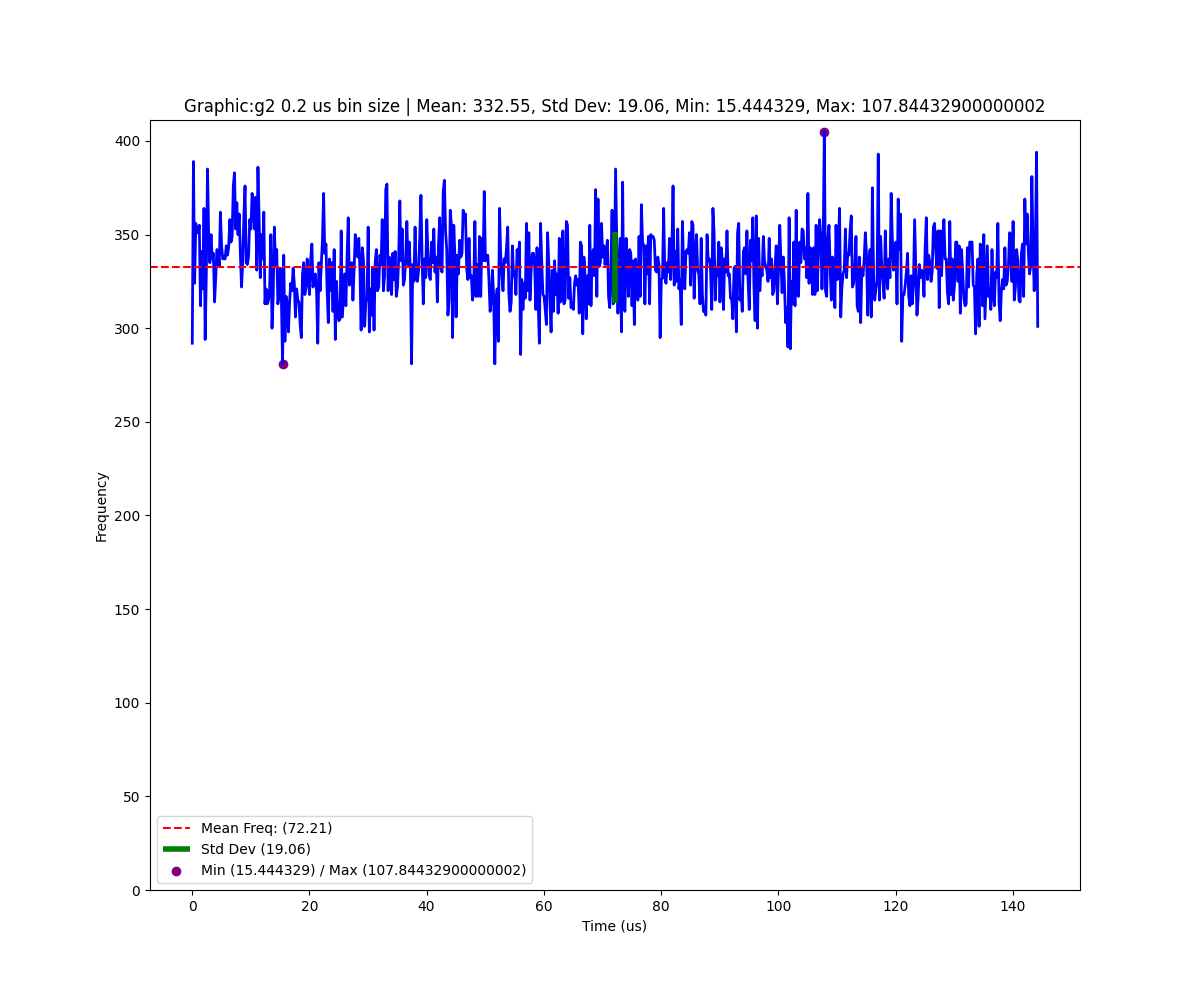 Graphic:g2 0.2 us bin size | Mean: 332.55, Std Dev: 19.06, Min: 15.444329, Max: 107.84432900000002
400
350
300
250
200
150
100
50
0
Frequency
Mean Freq: (72.21)
Std Dev (19.06)
Min (15.444329) / Max (107.84432900000002)
0 20 40 60 80 100 120 140
Time (us)